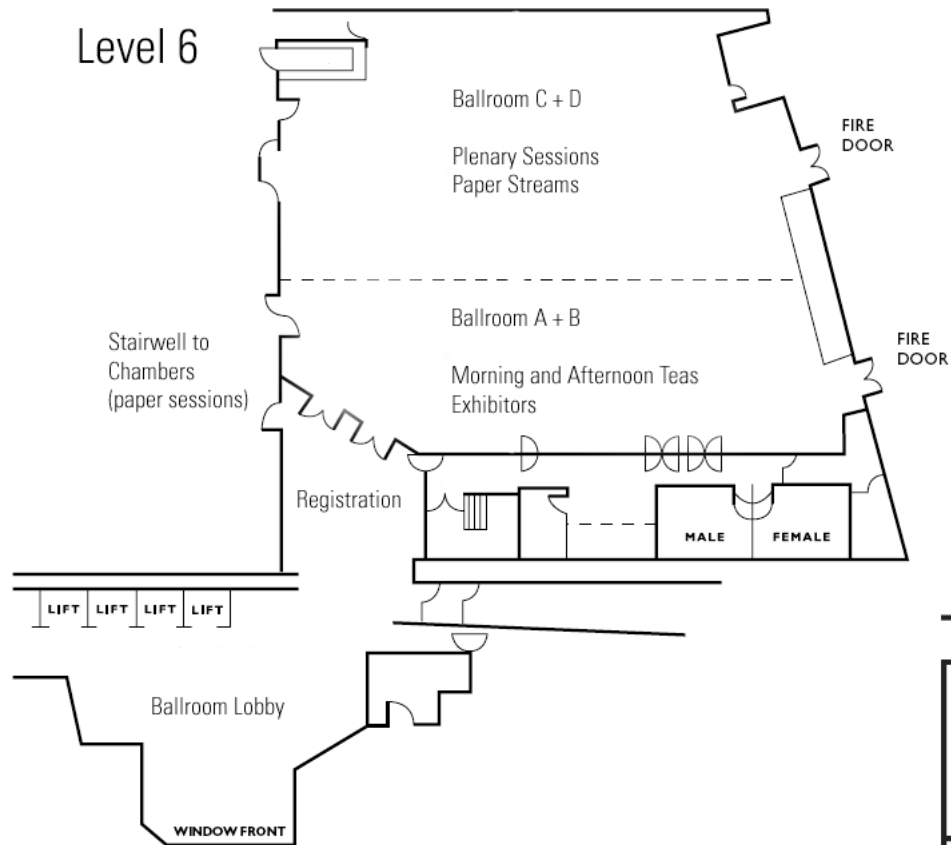 Level 6
Ballroom C + D
Plenary Sessions
Paper Streams
FIRE
DOOR
Ballroom A + B
Morning and Afternoon Teas
Exhibitors
FIRE
DOOR
Stairwell to
Chambers
(paper sessions)
Registration
MALE
FEMALE
LIFT LIFT LIFT LIFT
Ballroom Lobby
WINDOW FRONT